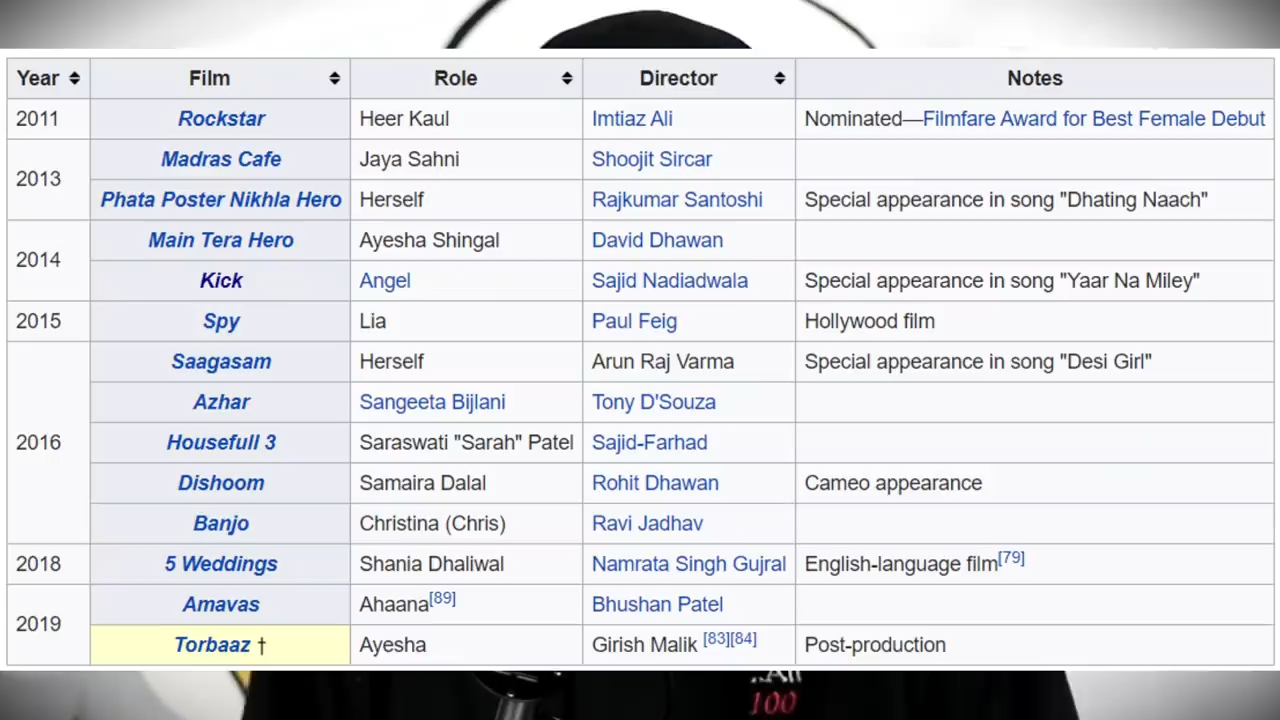 Year Film Role Director Notes
2011 Rockstar Heer Kaul Imtiaz Ali Nominated—Filmfare Award for Best Female Debut
2013 Madras Cafe Jaya Sahni Shoojit Sircar
Phata Poster Nikhla Hero Herself Rajkumar Santoshi Special appearance in song "Dhating Naach"
2014 Main Tera Hero Ayesha Shingal David Dhawan
Kick Angel Sajid Nadiadwala Special appearance in song "Yaar Na Miley"
2015 Spy Lia Paul Feig Hollywood film
2016 Saagasam Herself Arun Raj Varma Special appearance in song "Desi Girl"
Azhar Sangeeta Bijlani Tony D'Souza
Housefull 3 Saraswati "Sarah" Patel Sajid-Farhad
Dishoom Samaira Dalal Rohit Dhawan Cameo appearance
Banjo Christina (Chris) Ravi Jadhav
2018 5 Weddings Shania Dhaliwal Namrata Singh Gujral English-language film[79]
2019 Amavas Ahaana[89] Bhushan Patel
Torbaaz † Ayesha Girish Malik [83][84] Post-production
100